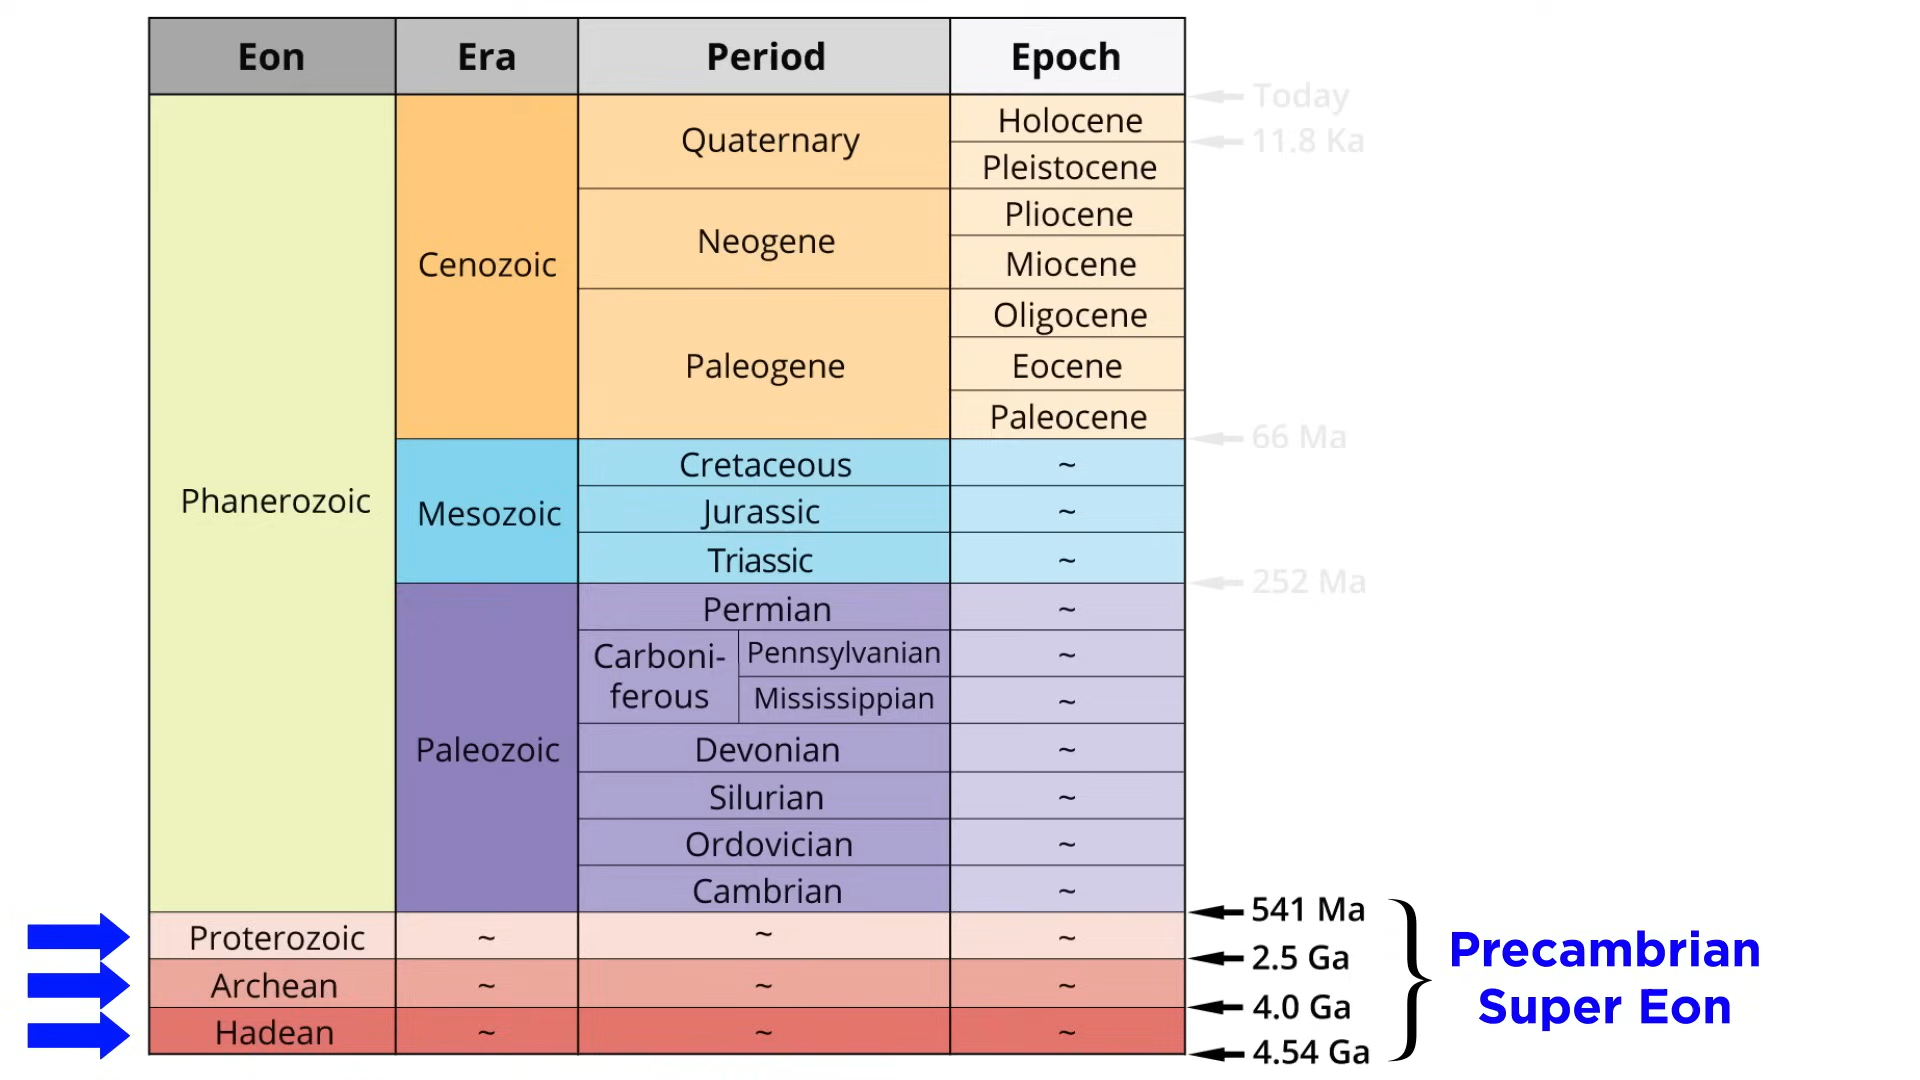 Eon Era Period Epoch
Today
Holocene
Quaternary
11.8 Ka
Pleistocene
Pliocene
Neogene
Cenozoic
Miocene
Oligocene
Paleogene
Eocene
Paleocene
66 Ma
Cretaceous ~
Phanerozoic
Mesozoic
Jurassic ~
Triassic ~
252 Ma
Permian ~
Carboni-
ferous
Pennsylvanian ~
Mississippian ~
Paleozoic
Devonian ~
Silurian ~
Ordovician ~
Cambrian ~
541 Ma
Proterozoic ~ ~ ~
2.5 Ga
Archean ~ ~ ~
4.0 Ga
Hadean ~ ~ ~
4.54 Ga
Precambrian
Super Eon